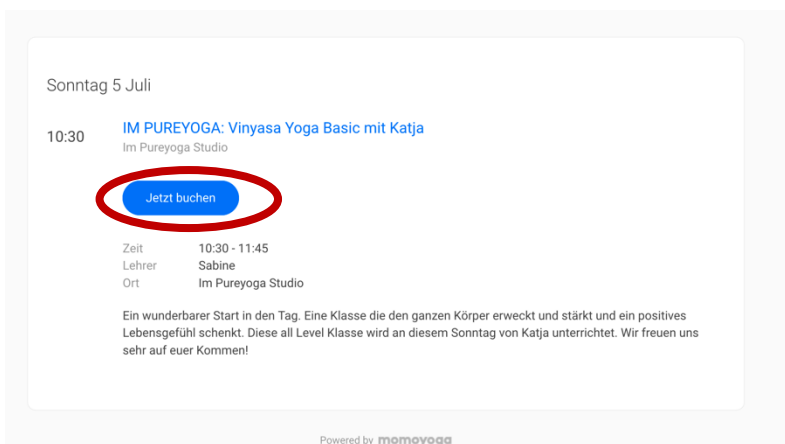 Sonntag 5 Juli
10:30
IM PUREYOGA: Vinyasa Yoga Basic mit Katja
Im Pureyoga Studio
Jetzt buchen
Zeit 10:30 - 11:45
Lehrer Sabine
Ort Im Pureyoga Studio
Ein wunderbarer Start in den Tag. Eine Klasse die den ganzen Körper erweckt und stärkt und ein positives
Lebensgefühl schenkt. Diese all Level Klasse wird an diesem Sonntag von Katja unterrichtet. Wir freuen uns
sehr auf euer Kommen!
Powered by momoyoga